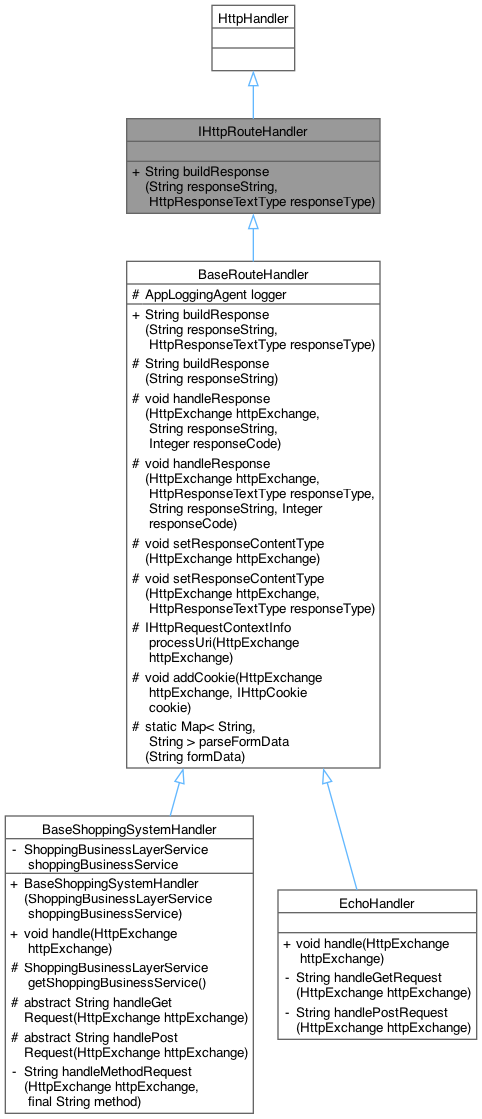 HttpHandler
IHttpRouteHandler
+ String buildResponse
(String responseString,
HttpResponseTextType responseType)
BaseRouteHandler
# AppLoggingAgent logger
+ String buildResponse
(String responseString,
HttpResponseTextType responseType)
# String buildResponse
(String responseString)
# void handleResponse
(HttpExchange httpExchange,
String responseString,
Integer responseCode)
# void handleResponse
(HttpExchange httpExchange,
HttpResponseTextType responseType,
String responseString, Integer
responseCode)
# void setResponseContentType
(HttpExchange httpExchange)
# void setResponseContentType
(HttpExchange httpExchange,
HttpResponseTextType responseType)
# IHttpRequestContextInfo
processUri(HttpExchange
httpExchange)
# void addCookie(HttpExchange
httpExchange, IHttpCookie
cookie)
# static Map< String,
String > parseFormData
(String formData)
BaseShoppingSystemHandler
- ShoppingBusinessLayerService
shoppingBusinessService
+ BaseShoppingSystemHandler
(ShoppingBusinessLayerService
shoppingBusinessService)
+ void handle(HttpExchange
httpExchange)
# ShoppingBusinessLayerService
getShoppingBusinessService()
# abstract String handleGet
Request(HttpExchange httpExchange)
# abstract String handlePost
Request(HttpExchange httpExchange)
- String handleMethodRequest
(HttpExchange httpExchange,
final String method)
EchoHandler
+ void handle(HttpExchange
httpExchange)
- String handleGetRequest
(HttpExchange httpExchange)
- String handlePostRequest
(HttpExchange httpExchange)